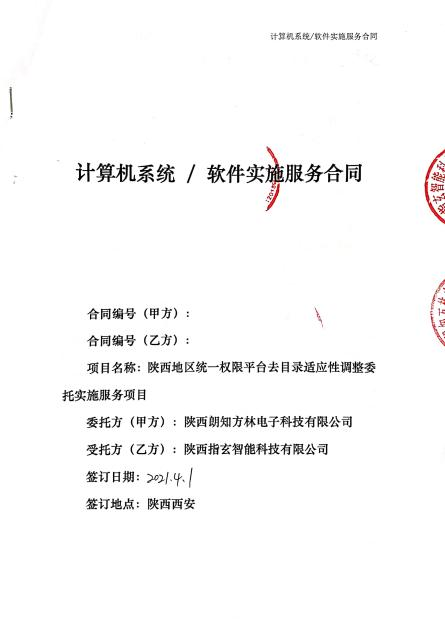 计算机系统/软件实施服务合同
计算机系统 / 软件实施服务合同
合同编号（甲方）：
合同编号（乙方）：
项目名称：陕西地区统一权限平台去目录适应性调整委
托实施服务项目
委托方（甲方）：陕西朗知方林电子科技有限公司
受托方（乙方）：陕西指玄智能科技有限公司
签订日期：2021.4.1
签订地点：陕西西安